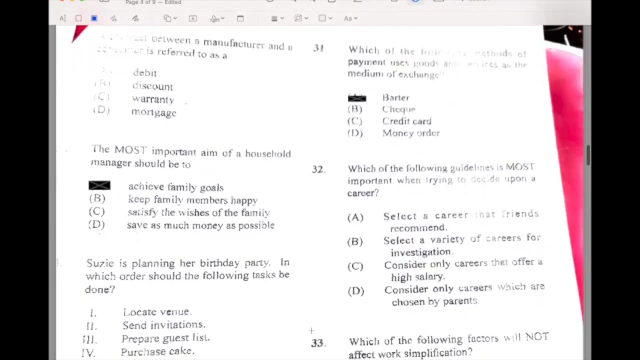 Page 4 of 9
between a manufacturer and a
is referred to as a
(A) debit
(B) discount
(C) warranty
(D) mortgage
The MOST important aim of a household
manager should be to
achieve family goals
(B) keep family members happy
(C) satisfy the wishes of the family
(D) save as much money as possible
Suzie is planning her birthday party. In
which order should the following tasks be
done?
I. Locate venue.
II. Send invitations.
III. Prepare guest list.
IV. Purchase cake.
31 Which of the following methods of
payment uses goods and services as the
medium of exchange?
Barter
(B) Cheque
(C) Credit card
(D) Money order
32. Which of the following guidelines is MOST
important when trying to decide upon a
career?
(A) Select a career that friends
recommend.
(B) Select a variety of careers for
investigation.
(C) Consider only careers that offer a
high salary.
(D) Consider only careers which are
chosen by parents.
33. Which of the following factors will NOT
affect work simplification?